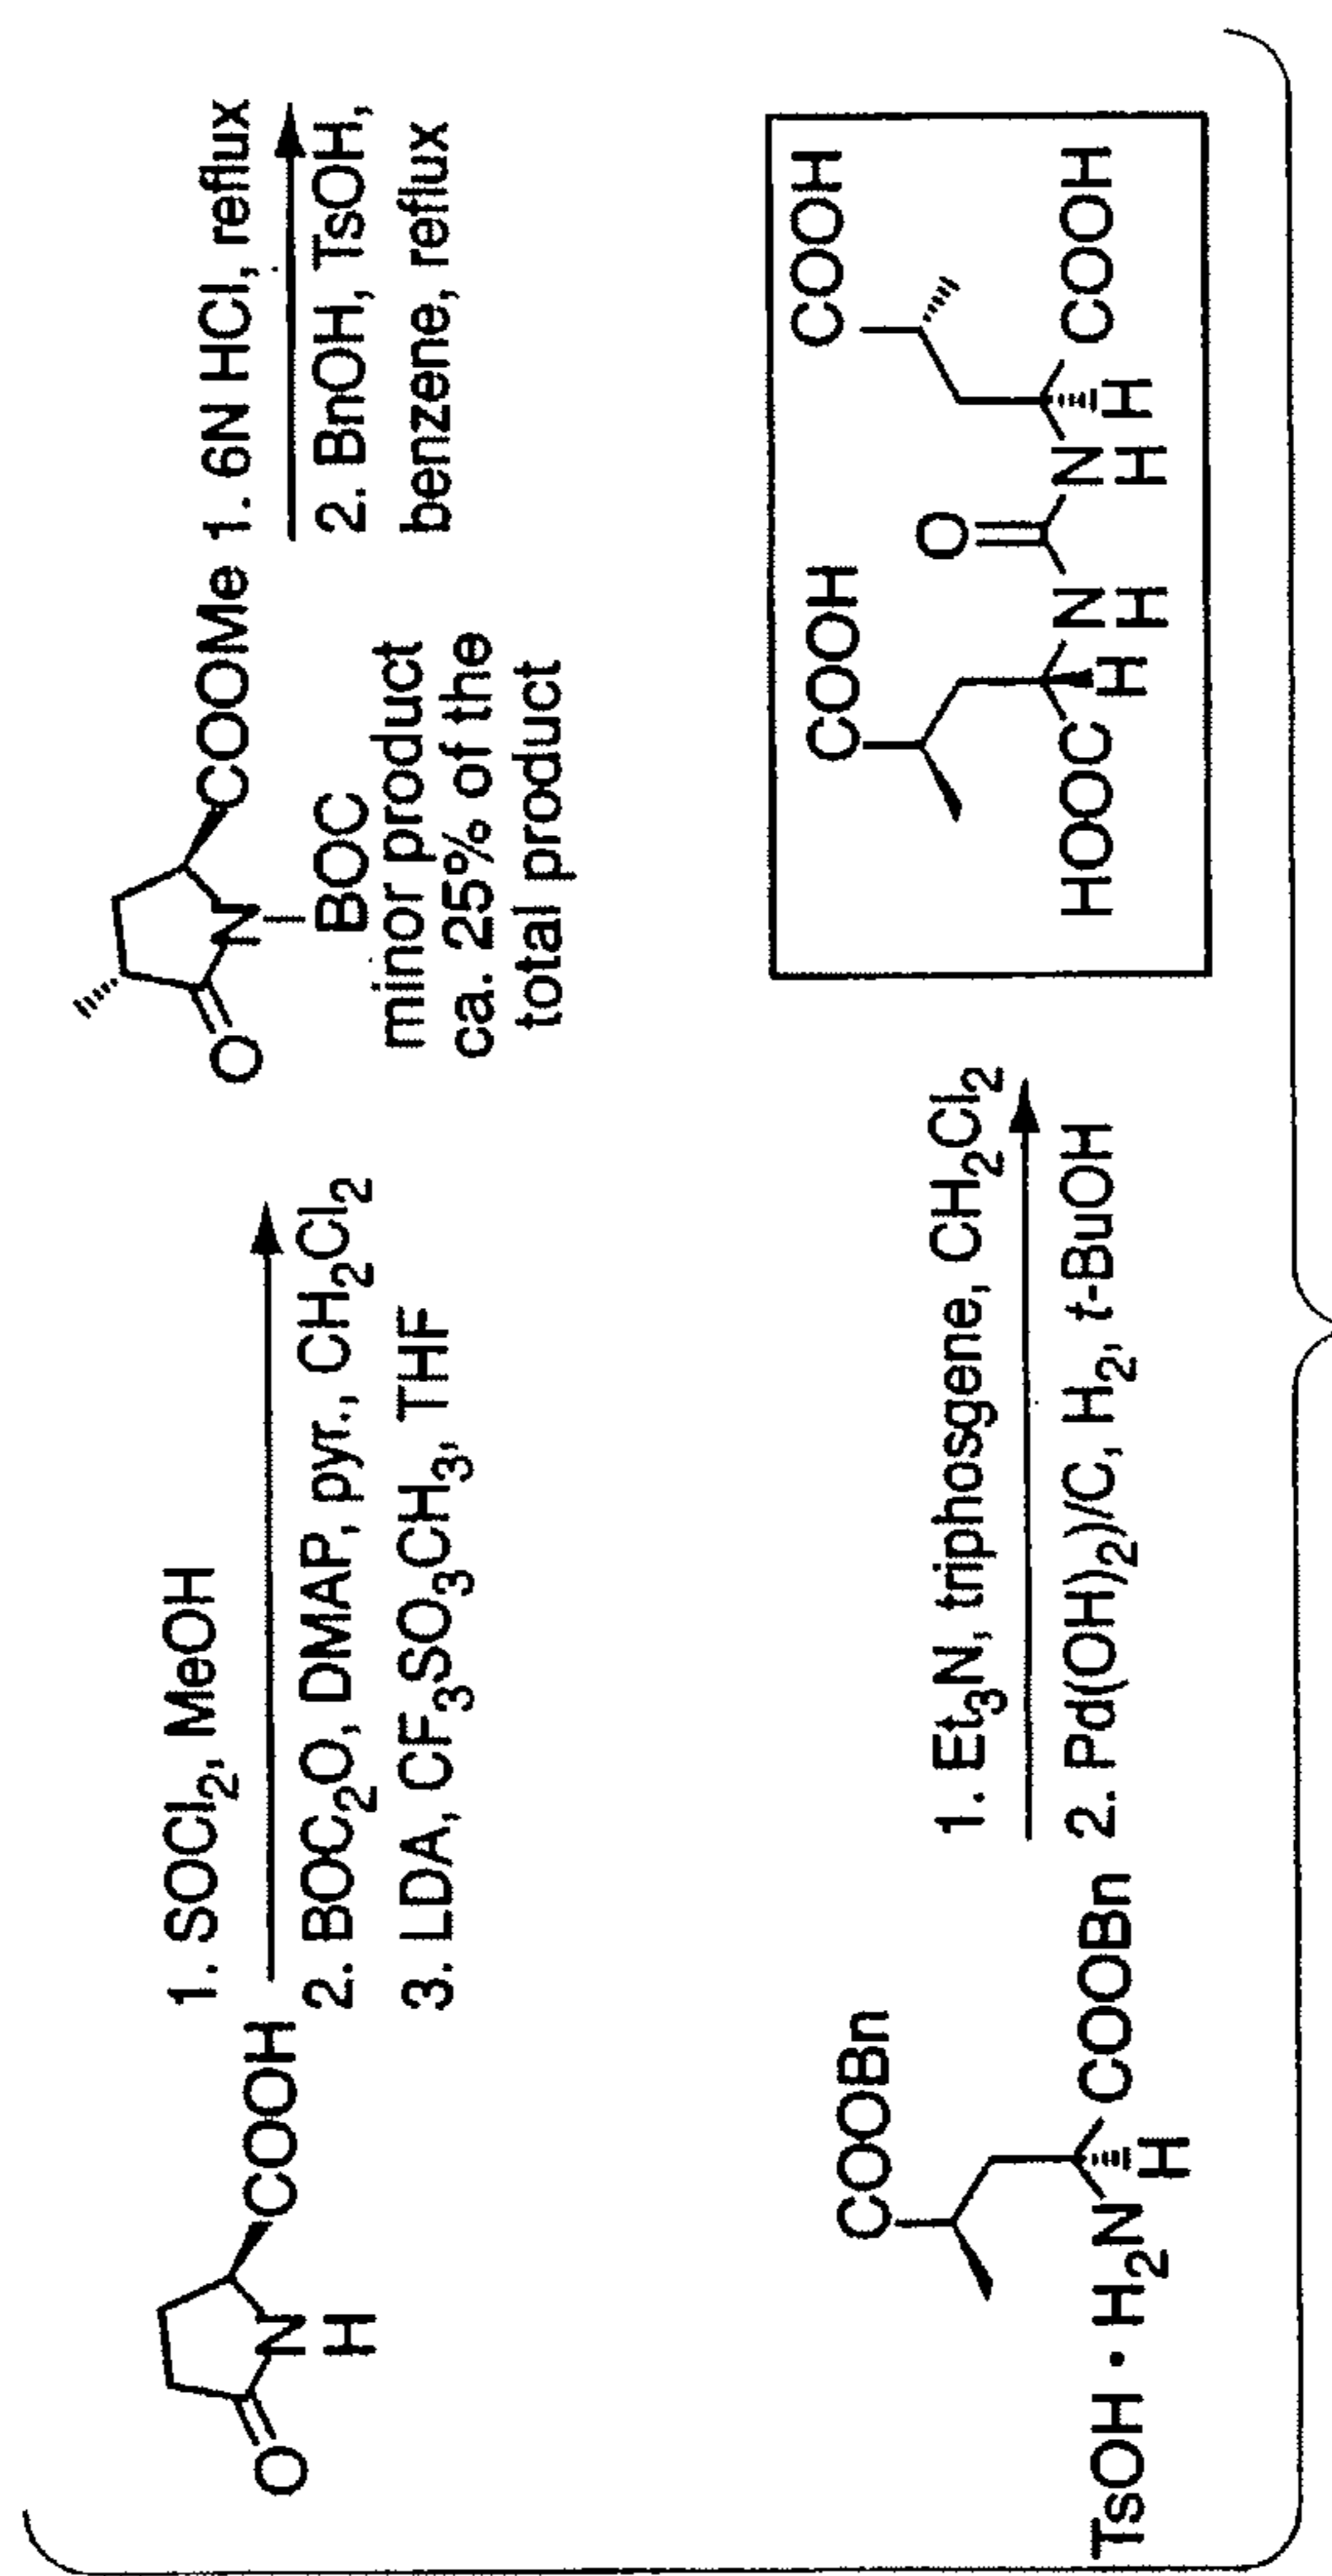 O
N
H
COOH
1. SOCl2, MeOH
2. BOC2O, DMAP, pyr., CH2Cl2
3. LDA, CF3SO3CH3, THF
O
N
BOC
COOMe
minor product
ca. 25% of the
total product
1. 6N HCl, reflux
2. BnOH, TsOH,
benzene, reflux
COOBn
TsOH • H2N
H
COOBn
1. Et3N, triphosgene, CH2Cl2
2. Pd(OH)2)/C, H2, t-BuOH
COOH
O
COOH
HOOC
H
N
H
N
H
H
COOH